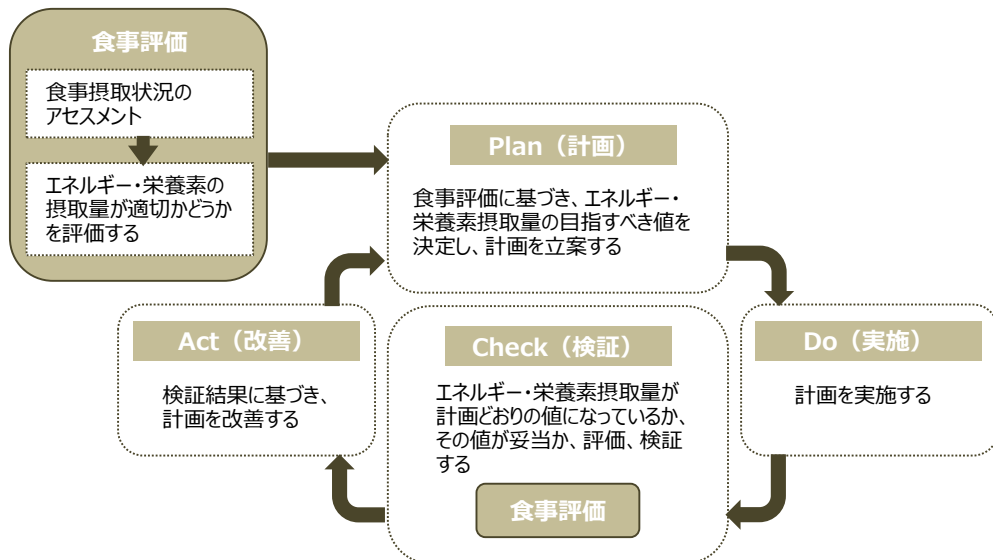 食事評価
食事摂取状況の
アセスメント
エネルギー・栄養素の
摂取量が適切かどうか
を評価する
Plan（計画）
食事評価に基づき、エネルギー・
栄養素摂取量の目指すべき値を
決定し、計画を立案する
Do（実施）
計画を実施する
Check（検証）
エネルギー・栄養素摂取量が
計画どおりの値になっているか、
その値が妥当か、評価、検証
する
食事評価
Act（改善）
検証結果に基づき、
計画を改善する